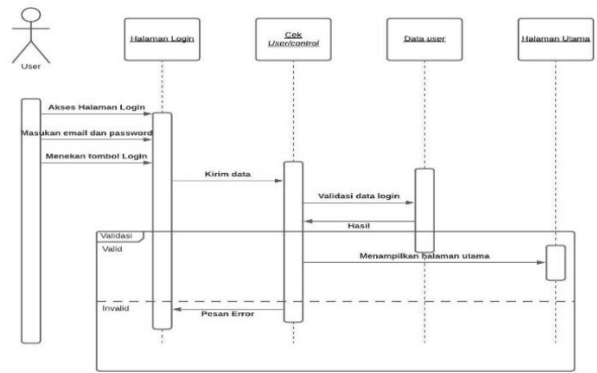 Halaman Login
Cek
User/control
Data user
Halaman Utama
User
Akses Halaman Login
Masukan email dan password
Menekan tombol Login
Kirim data
Validasi data login
Hasil
Validasi
Valid
Menampilkan halaman utama
Invalid
Pesan Error